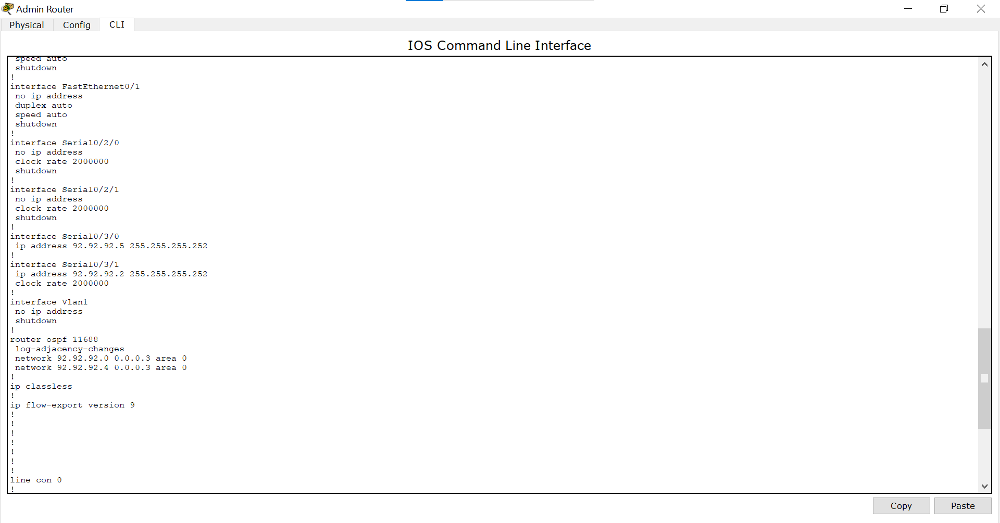 Admin Router
Physical Config CLI
IOS Command Line Interface
speed auto
shutdown
!
interface FastEthernet0/1
no ip address
duplex auto
speed auto
shutdown
!
interface Serial0/2/0
no ip address
clock rate 2000000
shutdown
!
interface Serial0/2/1
no ip address
clock rate 2000000
shutdown
!
interface Serial0/3/0
ip address 92.92.92.5 255.255.255.252
!
interface Serial0/3/1
ip address 92.92.92.2 255.255.255.252
clock rate 2000000
!
interface Vlan1
no ip address
shutdown
!
router ospf 11688
log-adjacency-changes
network 92.92.92.0 0.0.0.3 area 0
network 92.92.92.4 0.0.0.3 area 0
!
ip classless
!
ip flow-export version 9
!
!
!
!
!
!
!
line con 0
!
Copy Paste